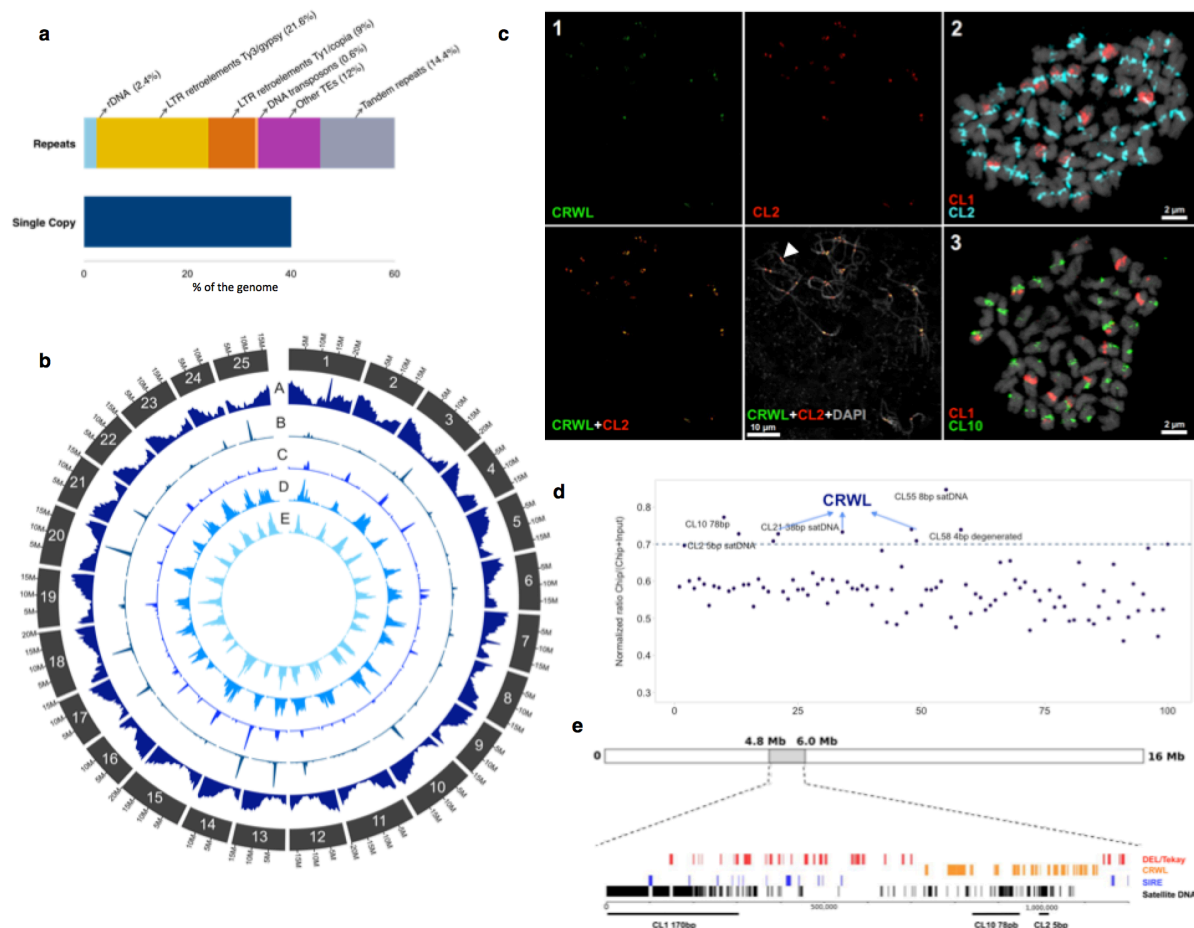 a
rDNA (2.4%)
LTR retroelements Ty3/gypsy (21.6%)
LTR retroelements Ty1/copia (9%)
DNA transposons (0.6%)
Other TEs (12%)
Tandem repeats (14.4%)
Repeats
Single Copy
0 20 40 60
% of the genome
b
1 2 3 4 5 6 7 8 9 10 11 12 13 14 15 16 17 18 19 20 21 22 23 24 25
A
B
C
D
E
c
1
CRWL
CL2
CRWL+CL2
CRWL+CL2+DAPI
10 µm
2
CL1
CL2
2 µm
3
CL1
CL10
2 µm
d
Normalized ratio Chip/(Chip+Input)
0.8
0.7
0.6
0.5
0.4
0.3
CL55 8bp satDNA
CRWL
CL10 78bp
CL21 38bp satDNA
CL58 4bp degenerated
CL2 5bp satDNA
0 25 50 75 100
e
4.8 Mb 6.0 Mb
0 16 Mb
DEL/Tekay
CRWL
SIRE
Satellite DNA
0 500,000 1,000,000
CL1 170bp CL10 78pb CL2 5bp